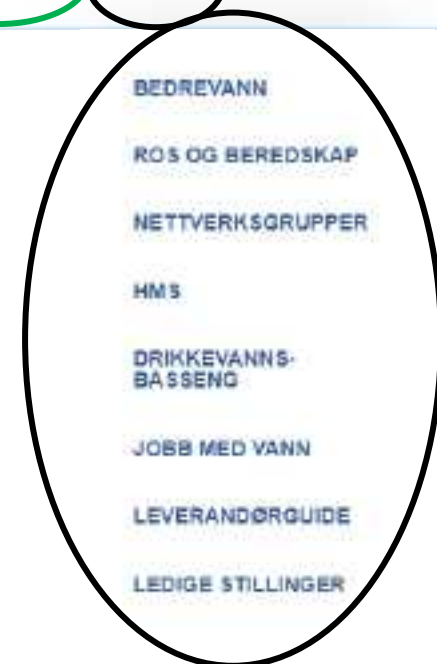 BEDREVANN
ROS OG BEREDSKAP
NETTVERKSGRUPPER
HMS
DRIKKEVANNS-
BASSENG
JOBB MED VANN
LEVERANDØRGUIDE
LEDIGE STILLINGER